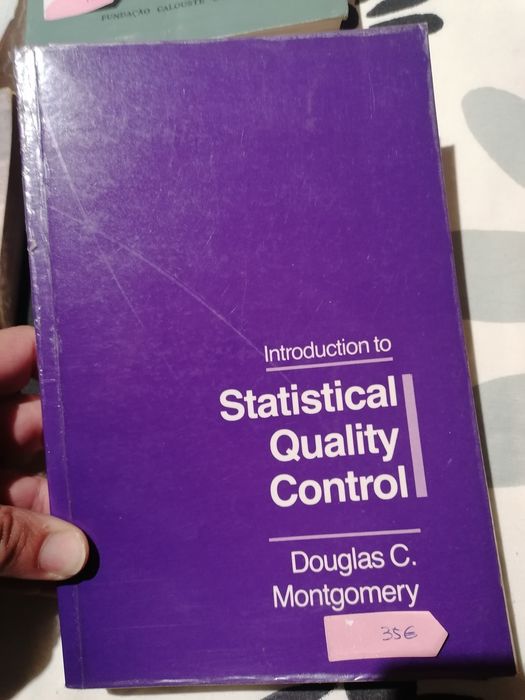 FUNDAÇÃO CALOUSTE
Introduction to
Statistical
Quality
Control
Douglas C.
Montgomery
35€